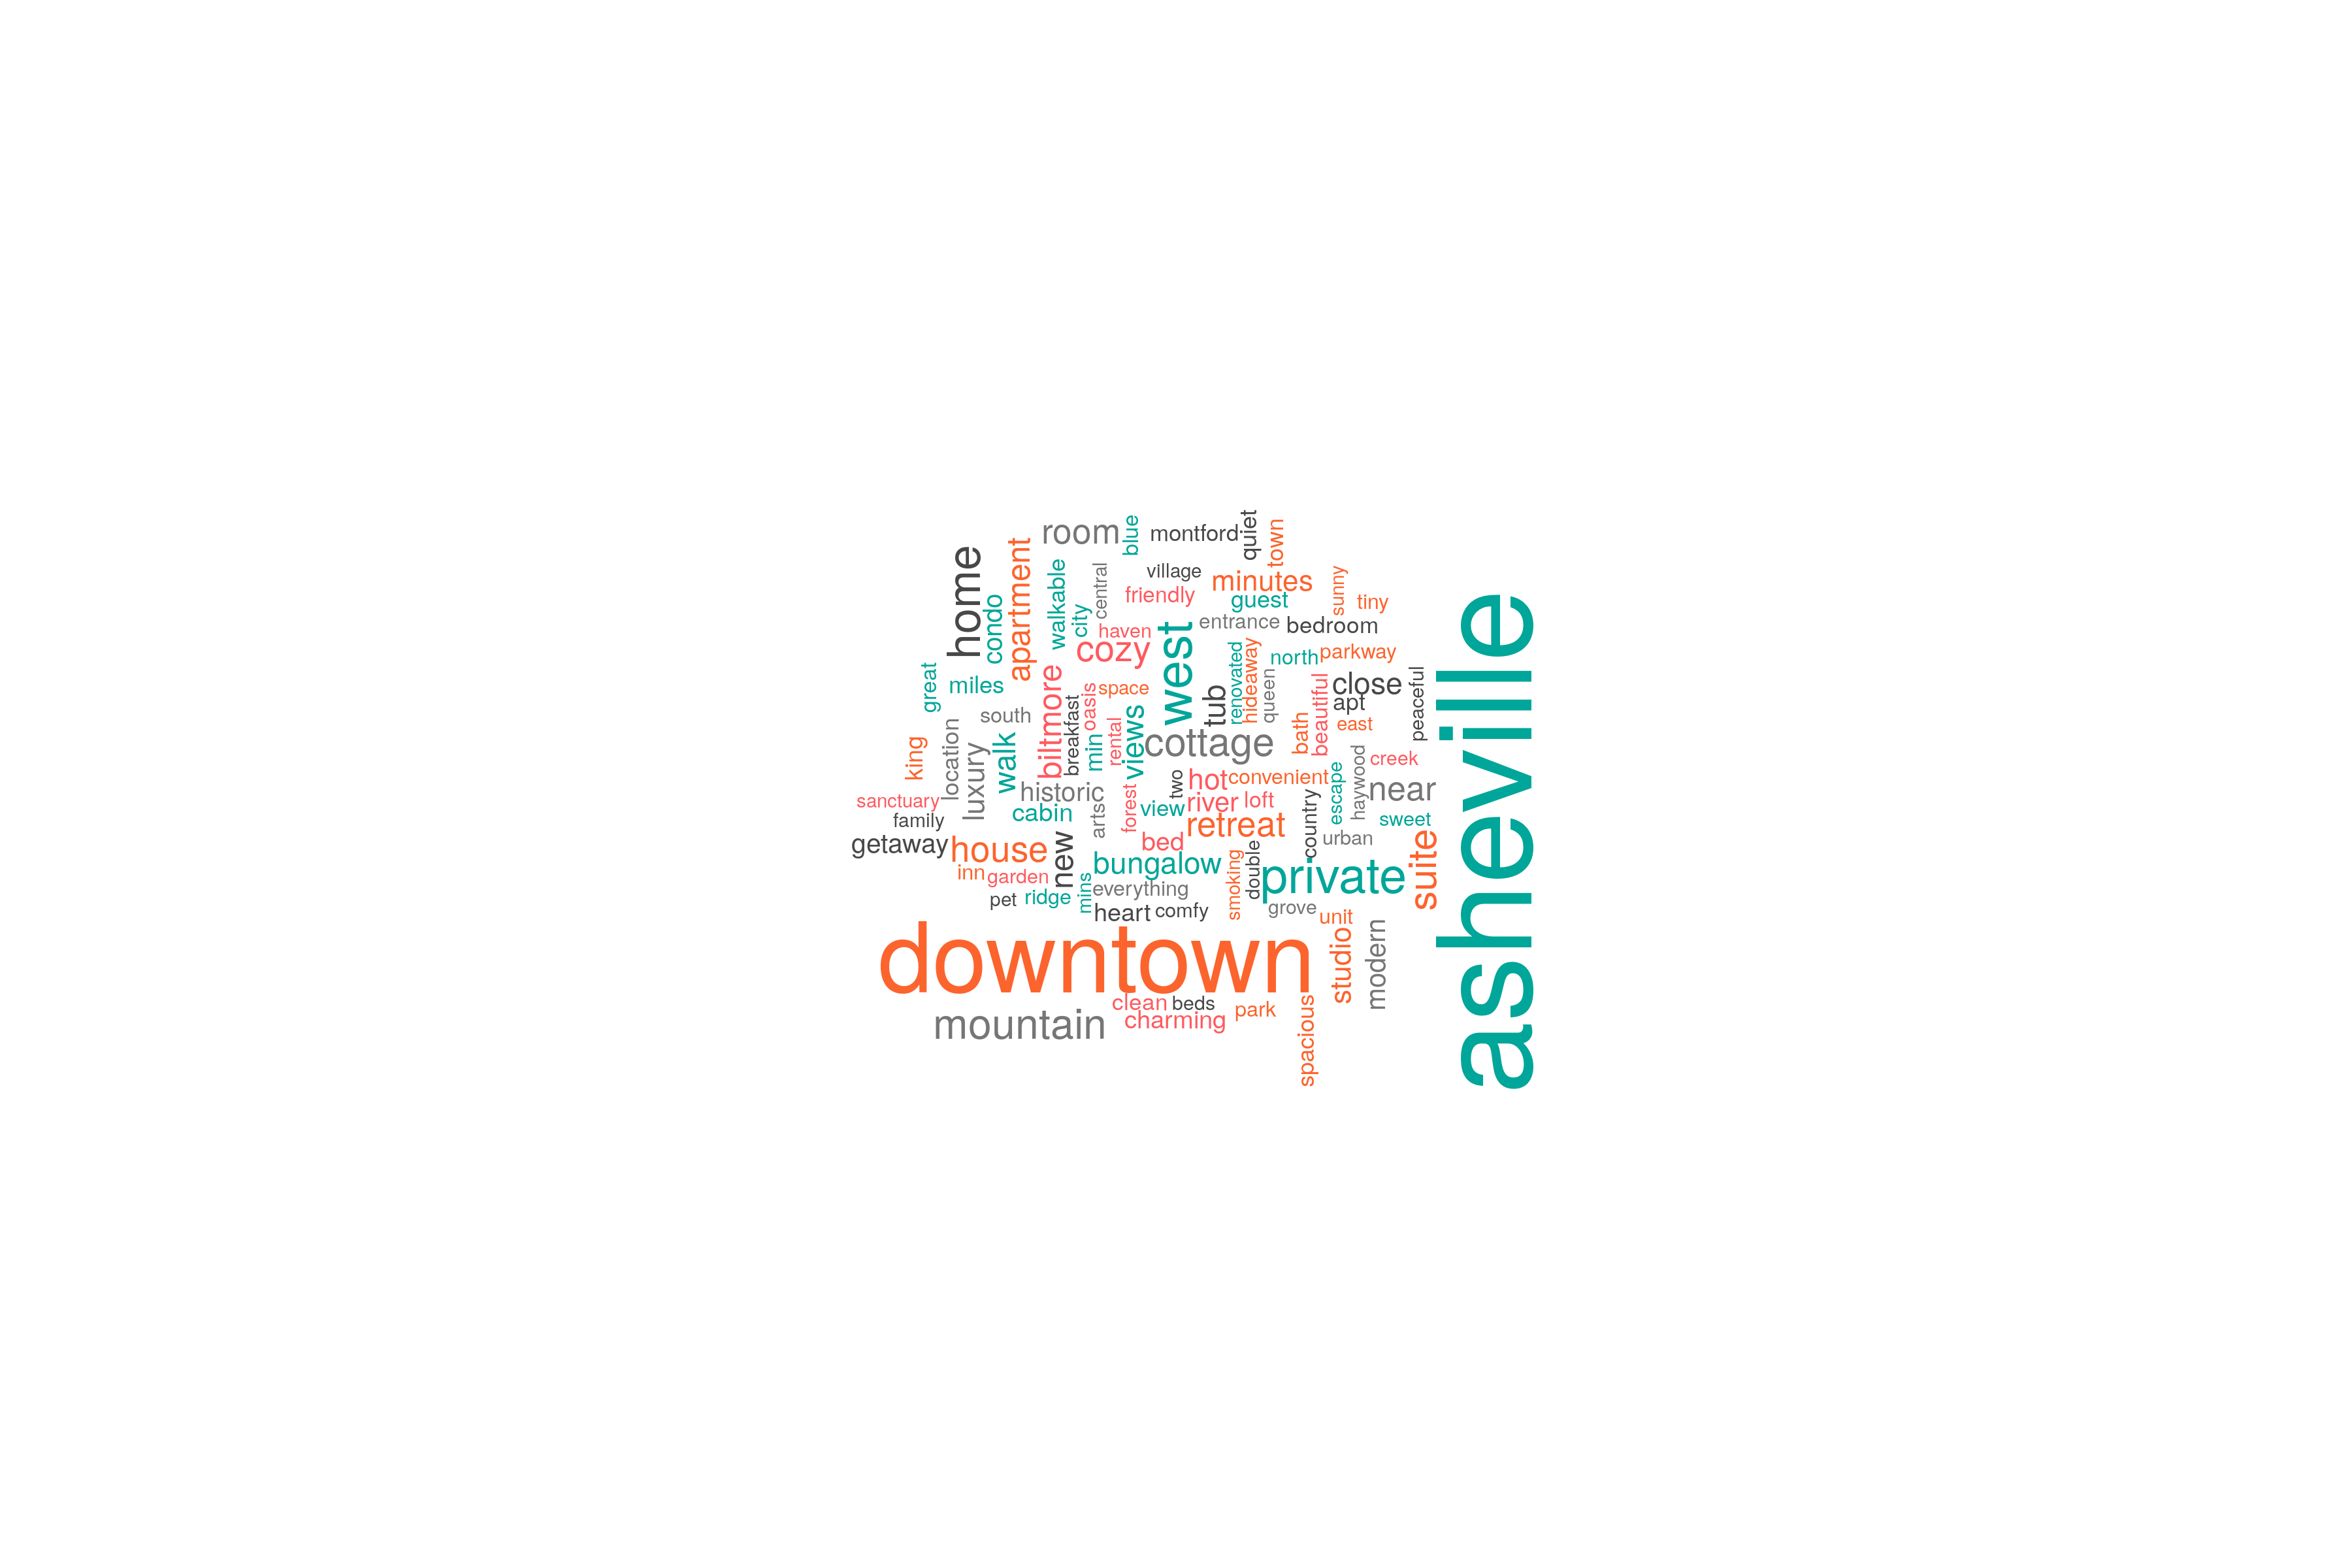 room
blue
montford
quiet
town
home
apartment
walkable
central
village
minutes
sunny
condo
city
friendly
guest
tiny
haven
west
entrance
bedroom
cozy
renovated
hideaway
north
parkway
great
miles
biltmore
oasis
space
tub
queen
beautiful
close
peaceful
asheville
south
breakfast
rental
views
apt
bath
east
king
location
luxury
walk
min
cottage
creek
two
hot
convenient
escape
haywood
near
historic
sanctuary
cabin
artsc
forest
view
river
loft
country
family
sweet
retreat
urban
getaway
house
new
bed
suite
bungalow
smoking
double
private
inn
garden
mins
everything
pet
ridge
heart
comfy
grove
unit
downtown
studio
modern
clean
beds
park
spacious
mountain
charming